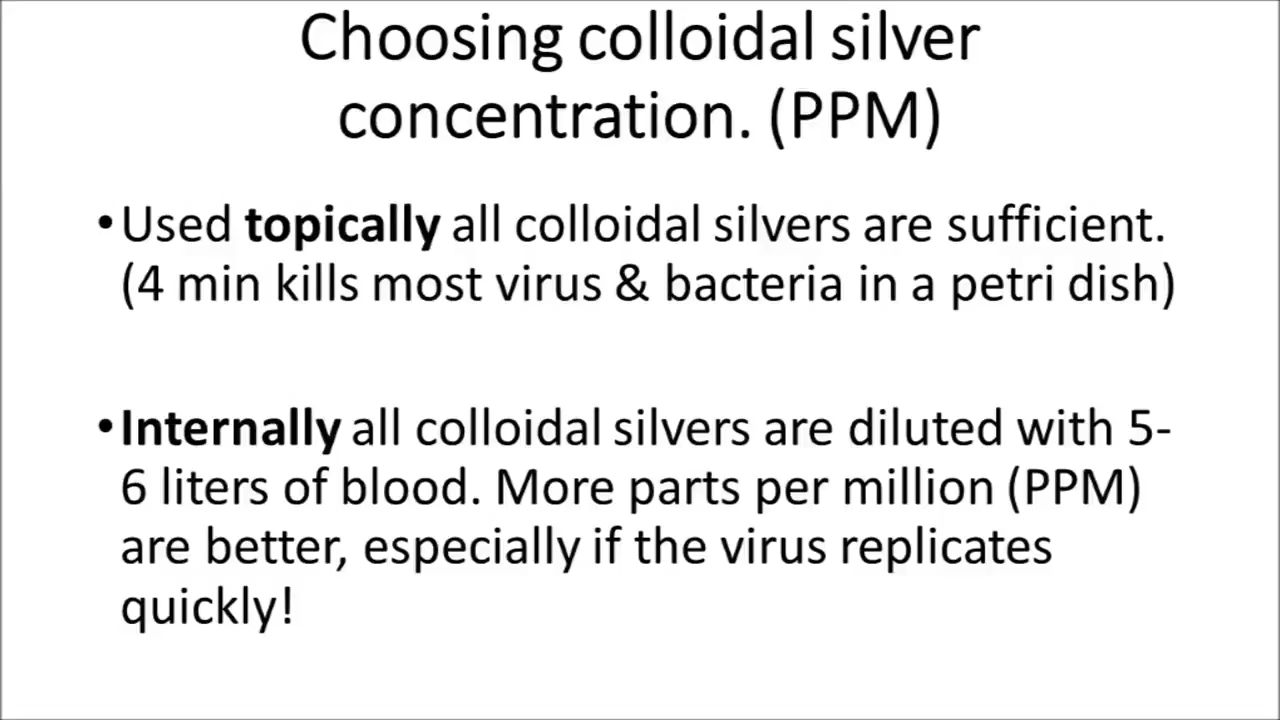 Choosing colloidal silver
concentration. (PPM)
•Used topically all colloidal silvers are sufficient.
(4 min kills most virus & bacteria in a petri dish)
•Internally all colloidal silvers are diluted with 5-
6 liters of blood. More parts per million (PPM)
are better, especially if the virus replicates
quickly!